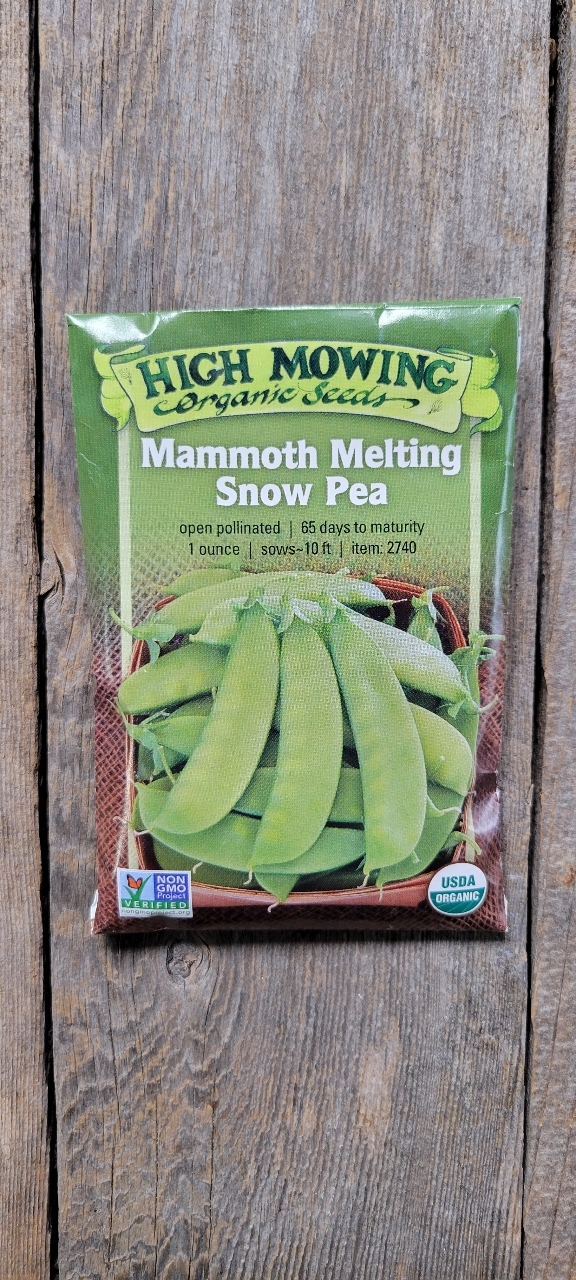 HIGH MOWING
Organic Seeds
Mammoth Melting
Snow Pea
open pollinated | 65 days to maturity
1 ounce | sows~10 ft | item: 2740
NON
GMO
Project
VERIFIED
nongmoproject.org
USDA
ORGANIC